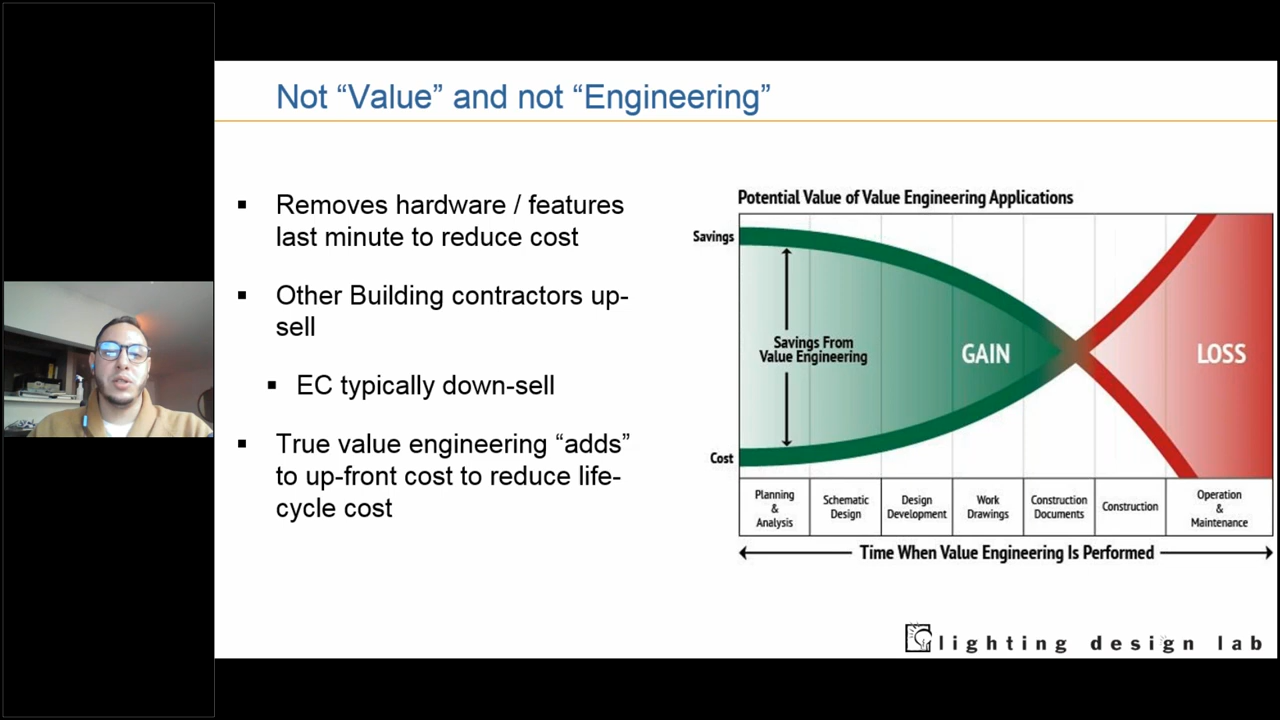 Not “Value” and not “Engineering”
Removes hardware / features
last minute to reduce cost
Other Building contractors up-
sell
EC typically down-sell
True value engineering “adds”
to up-front cost to reduce life-
cycle cost
Potential Value of Value Engineering Applications
Savings
Savings From
Value Engineering
GAIN
LOSS
Cost
Planning
&
Analysis
Schematic
Design
Design
Development
Work
Drawings
Construction
Documents
Construction
Operation
&
Maintenance
Time When Value Engineering Is Performed
lighting design lab